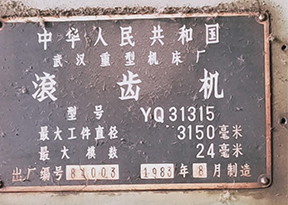 中华人民共和国
武汉重型机床厂
滚齿机
型号 YQ31315
最大工件直径 3150毫米
最大模数 24毫米
出厂编号 81003 1983年8月制造